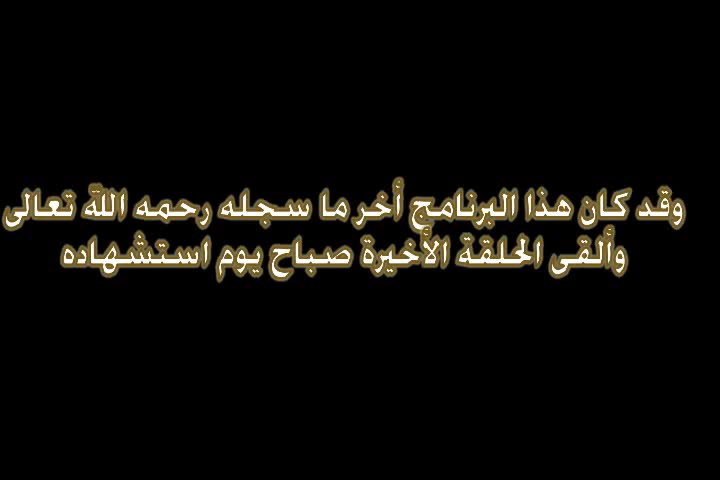 وقد كان هذا البرنامج أخر ما سجله رحمه الله تعالى
وألقى الحلقة الأخيرة صباح يوم استشهاده